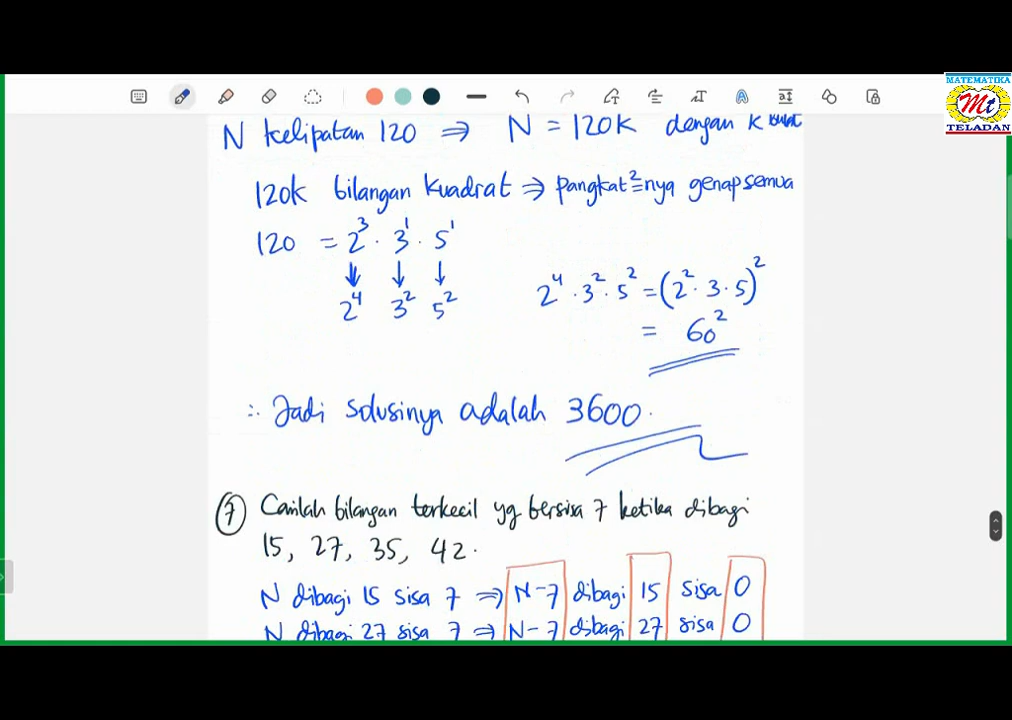 MATEMATIKA
Mt
TELADAN
N kelipatan 120 ⇒ N = 120K dengan K bulat
120K bilangan kuadrat ⇒ pangkat²nya genap semua
120 = 2³ · 3¹ · 5¹
↓ ↓ ↓
2⁴ 3² 5²
2⁴ · 3² · 5² = (2² · 3 · 5)²
= 60²
∴ Jadi solusinya adalah 3600.
⑦ Carilah bilangan terkecil yg bersisa 7 ketika dibagi
15, 27, 35, 42.
N dibagi 15 sisa 7 ⇒ N-7 dibagi 15 sisa 0
N dibagi 27 sisa 7 ⇒ N-7 dibagi 27 sisa 0